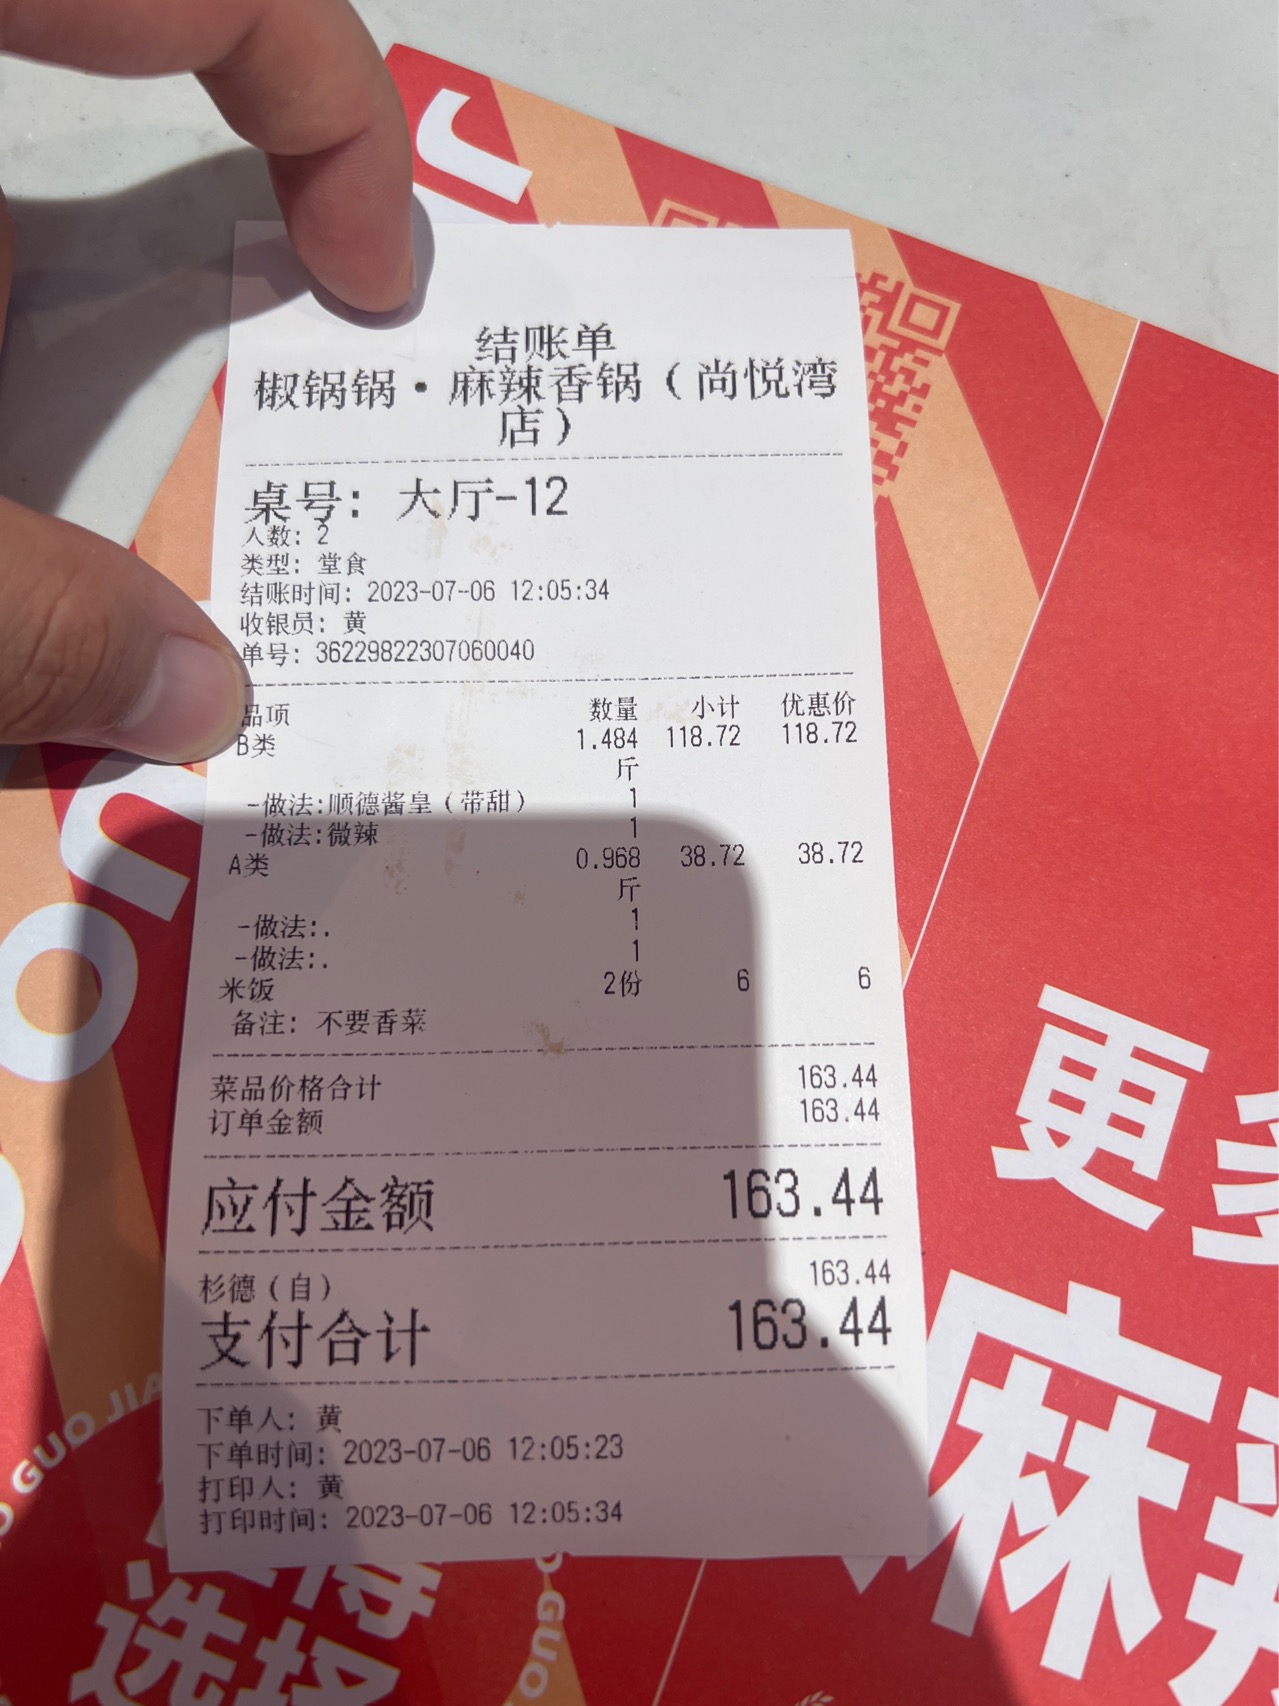 结账单
椒锅锅·麻辣香锅（尚悦湾
店）
桌号: 大厅-12
人数: 2
类型: 堂食
结账时间: 2023-07-06 12:05:34
收银员: 黄
单号: 36229822307060040
品项 数量 小计 优惠价
B类 1.484 118.72 118.72
斤
-做法:顺德酱皇（带甜） 1
-做法:微辣 1
A类 0.968 38.72 38.72
斤
-做法:. 1
-做法:. 1
米饭 2份 6 6
备注: 不要香菜
菜品价格合计 163.44
订单金额 163.44
应付金额 163.44
杉德（自） 163.44
支付合计 163.44
下单人: 黄
下单时间: 2023-07-06 12:05:23
打印人: 黄
打印时间: 2023-07-06 12:05:34
更多
麻辣
GUO JIA
选择
GUO